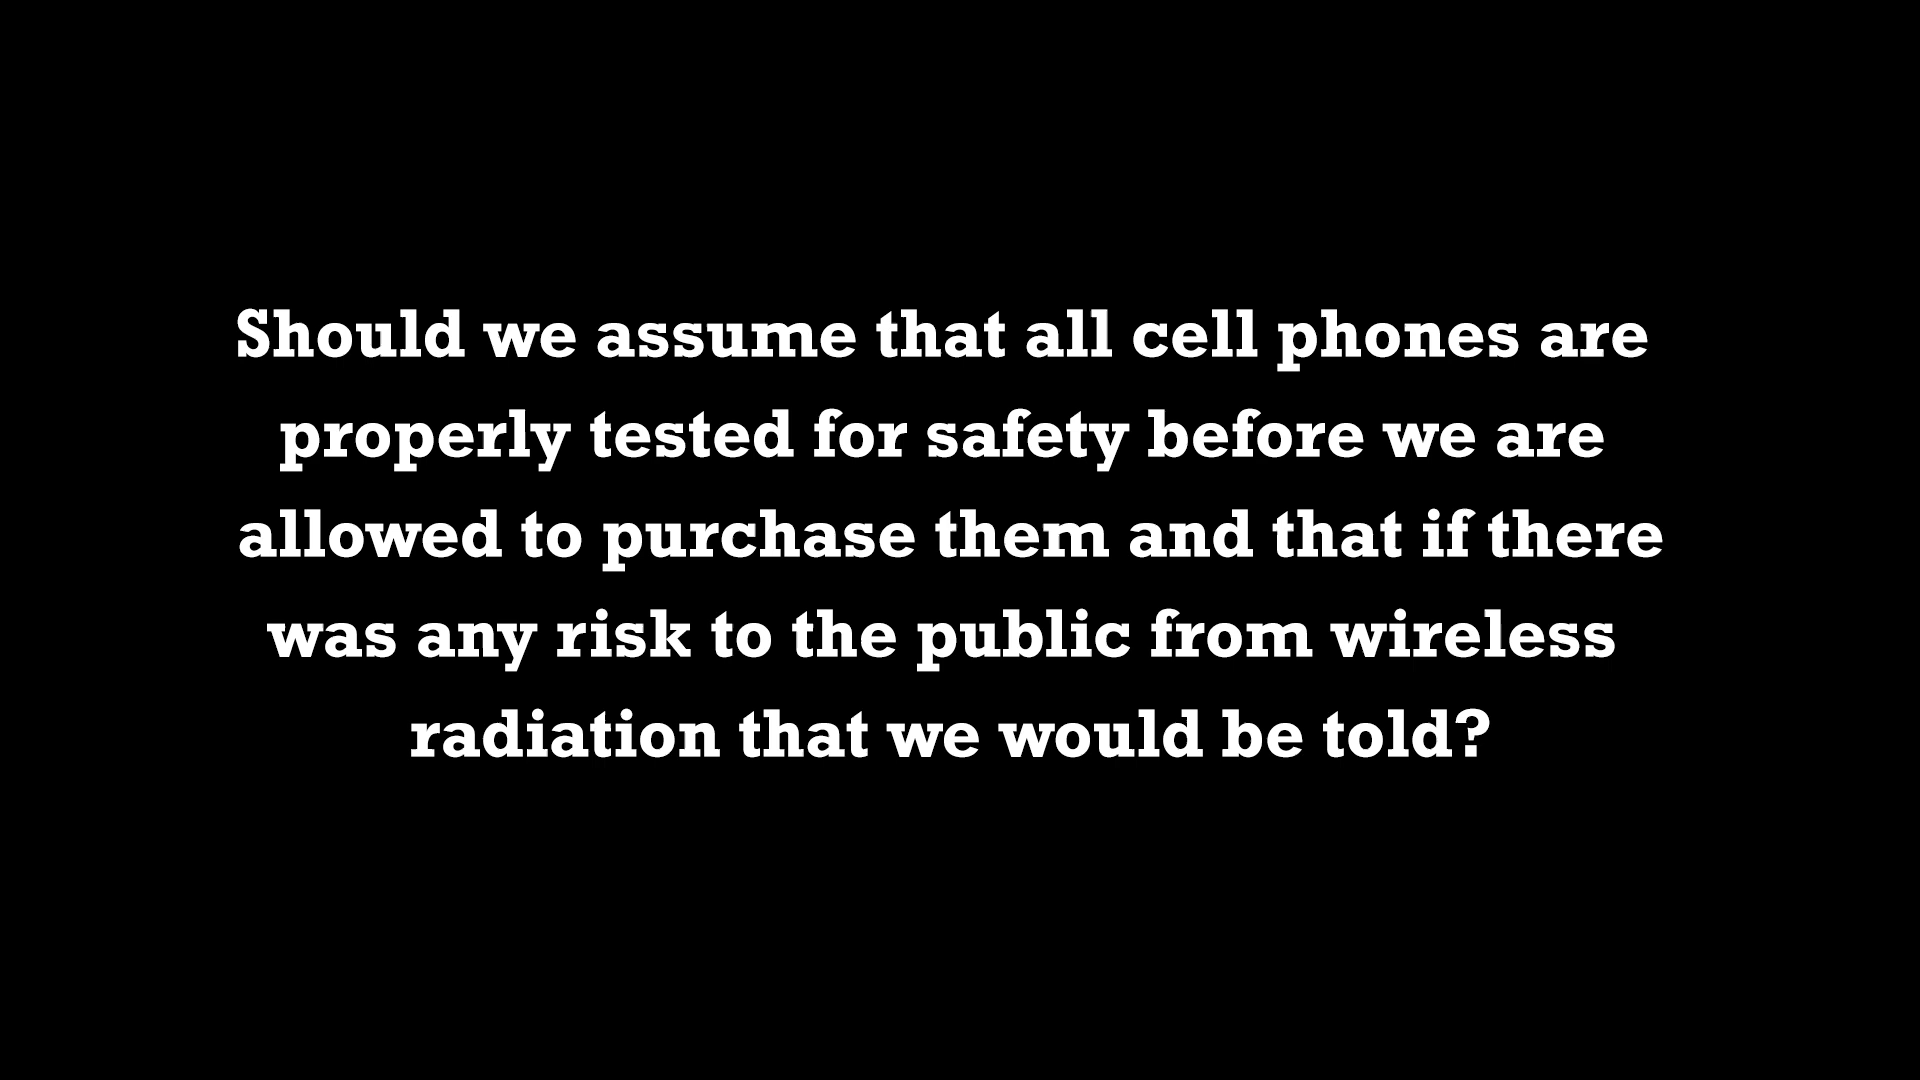 Should we assume that all cell phones are
properly tested for safety before we are
allowed to purchase them and that if there
was any risk to the public from wireless
radiation that we would be told?